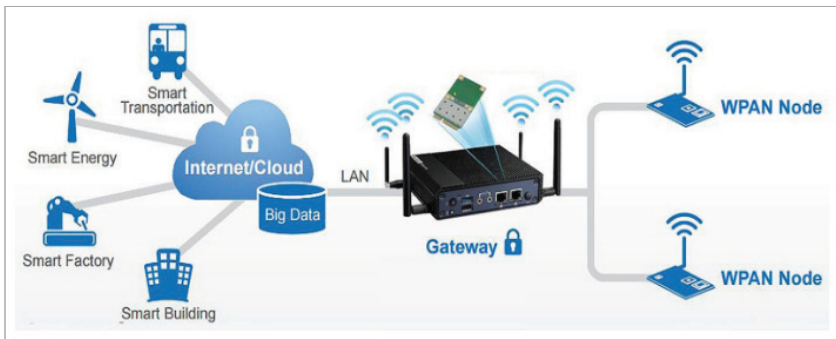 Smart
Transportation
Smart Energy
Internet/Cloud
Smart Factory
Big Data
Smart Building
LAN
Gateway
WPAN Node
WPAN Node